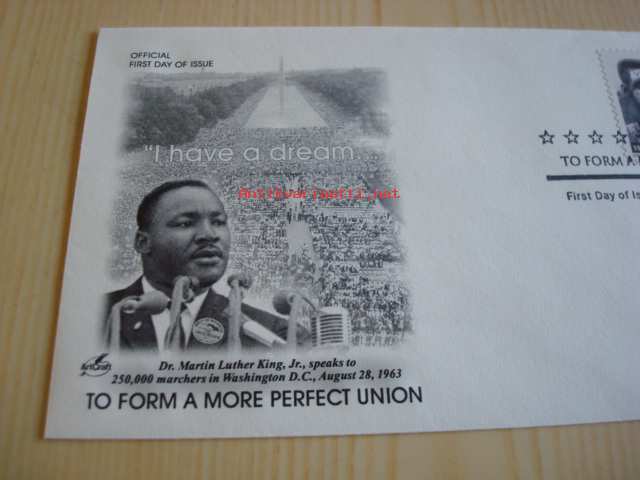 OFFICIAL
FIRST DAY OF ISSUE
"I have a dream...
Antikvariaatti.net
ArtCraft
Dr. Martin Luther King, Jr., speaks to
250,000 marchers in Washington D.C., August 28, 1963
TO FORM A MORE PERFECT UNION
TO FORM A
First Day of Is